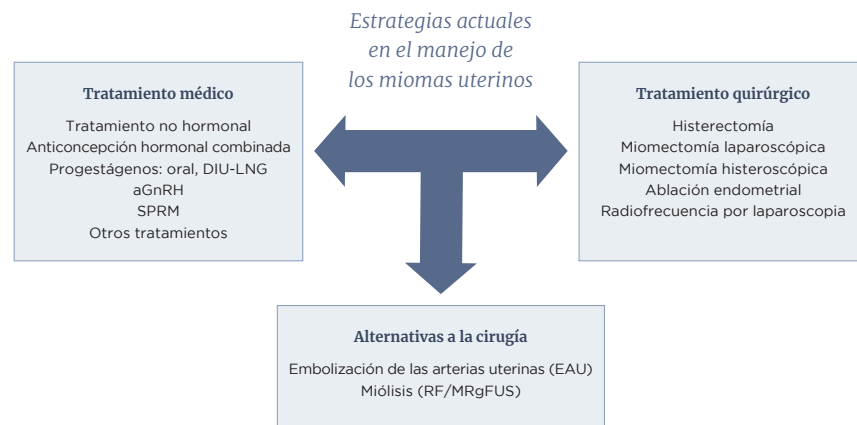 Estrategias actuales
en el manejo de
los miomas uterinos
Tratamiento médico
Tratamiento no hormonal
Anticoncepción hormonal combinada
Progestágenos: oral, DIU-LNG
aGnRH
SPRM
Otros tratamientos
Tratamiento quirúrgico
Histerectomía
Miomectomía laparoscópica
Miomectomía histeroscópica
Ablación endometrial
Radiofrecuencia por laparoscopia
Alternativas a la cirugía
Embolización de las arterias uterinas (EAU)
Miólisis (RF/MRgFUS)